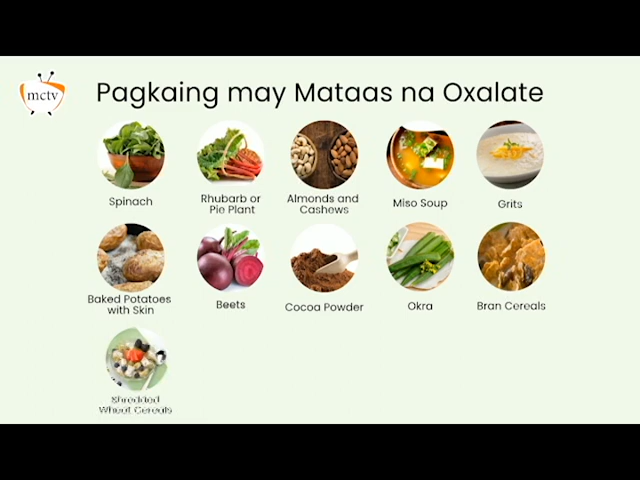 mctv
Pagkaing may Mataas na Oxalate
Spinach
Rhubarb or
Pie Plant
Almonds and
Cashews
Miso Soup
Grits
Baked Potatoes
with Skin
Beets
Cocoa Powder
Okra
Bran Cereals
Shredded
Wheat Cereals